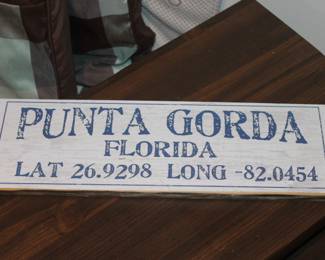 PUNTA GORDA
FLORIDA
LAT 26.9298 LONG -82.0454